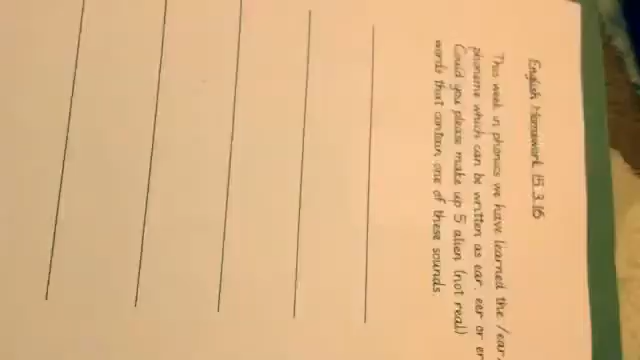 English Homework 15.3.16
This week in phonics we have learned the /ear
phoneme which can be written as ear, eer or er
Could you please make up 5 alien (not real)
words that contain one of these sounds.